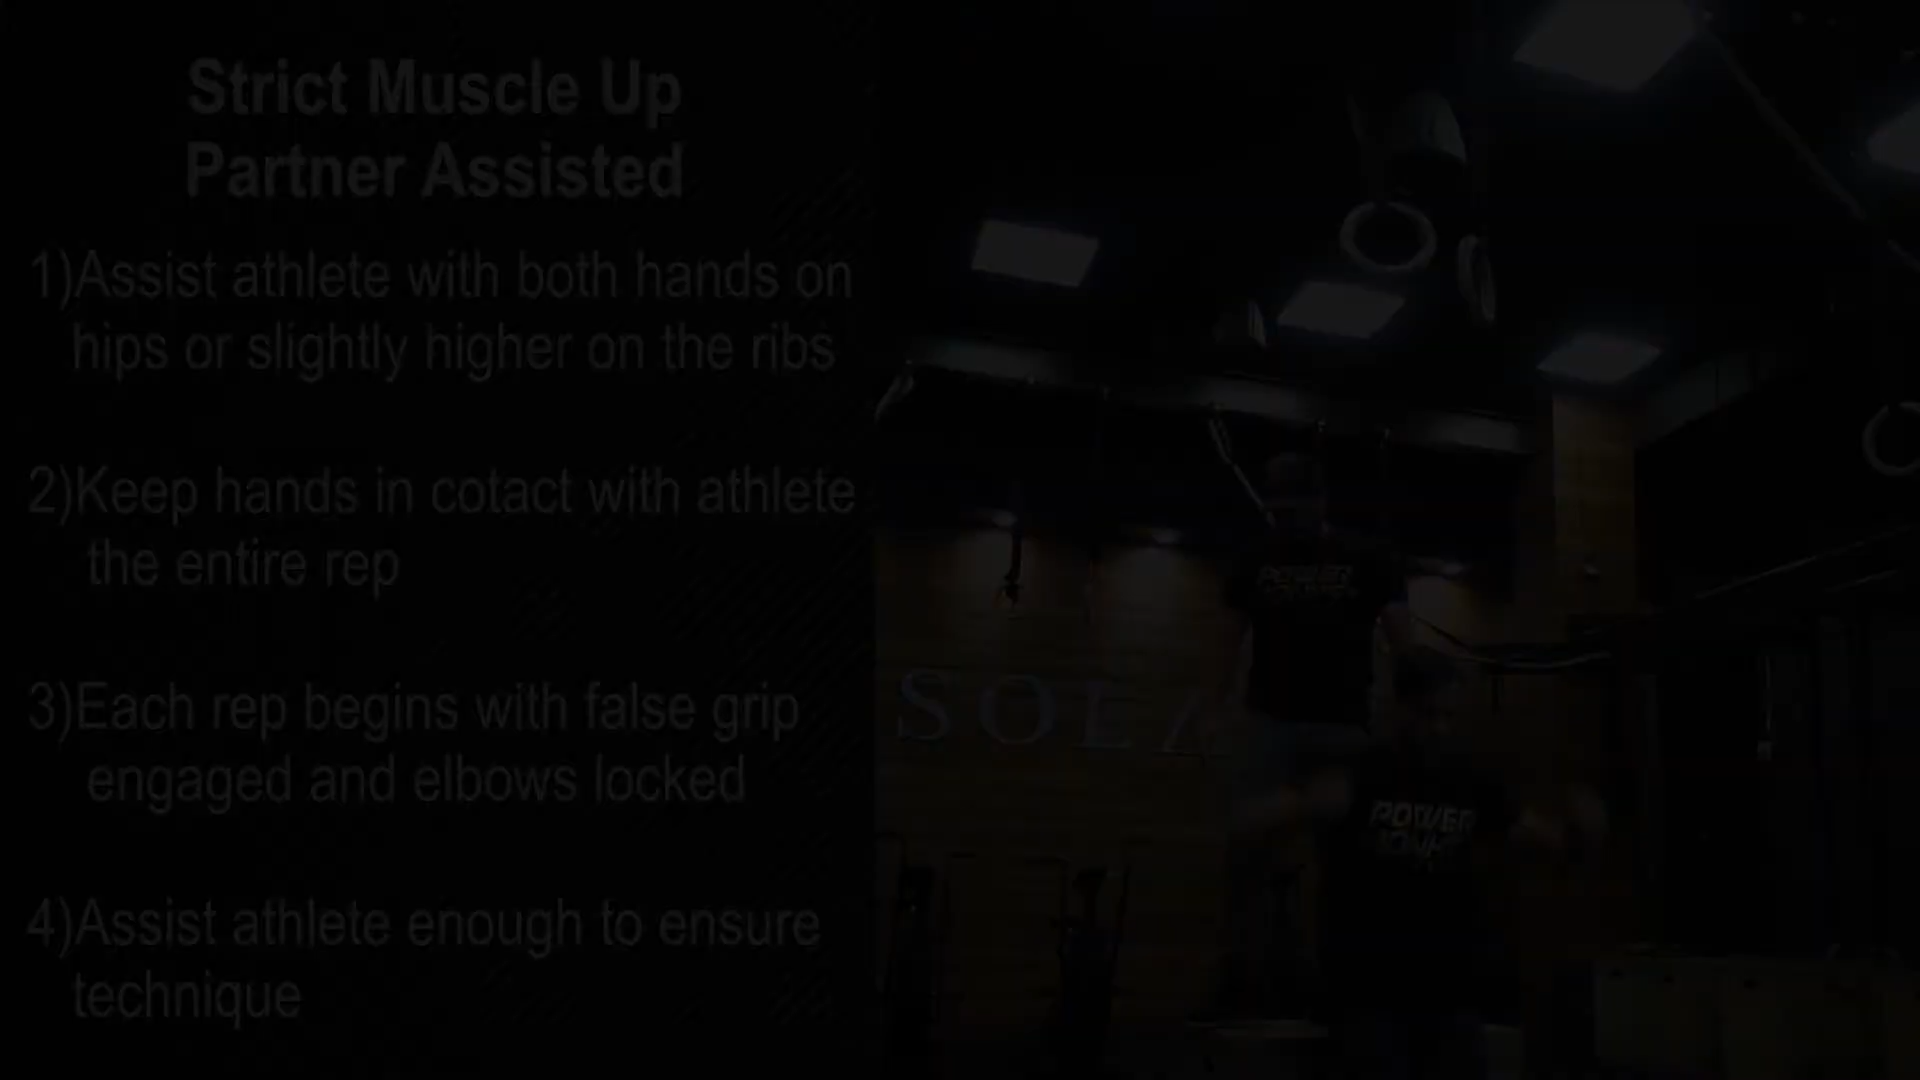 Strict Muscle Up
Partner Assisted
1)Assist athlete with both hands on
hips or slightly higher on the ribs
2)Keep hands in cotact with athlete
the entire rep
3)Each rep begins with false grip
engaged and elbows locked
4)Assist athlete enough to ensure
technique
POWER
SOLA
POWER